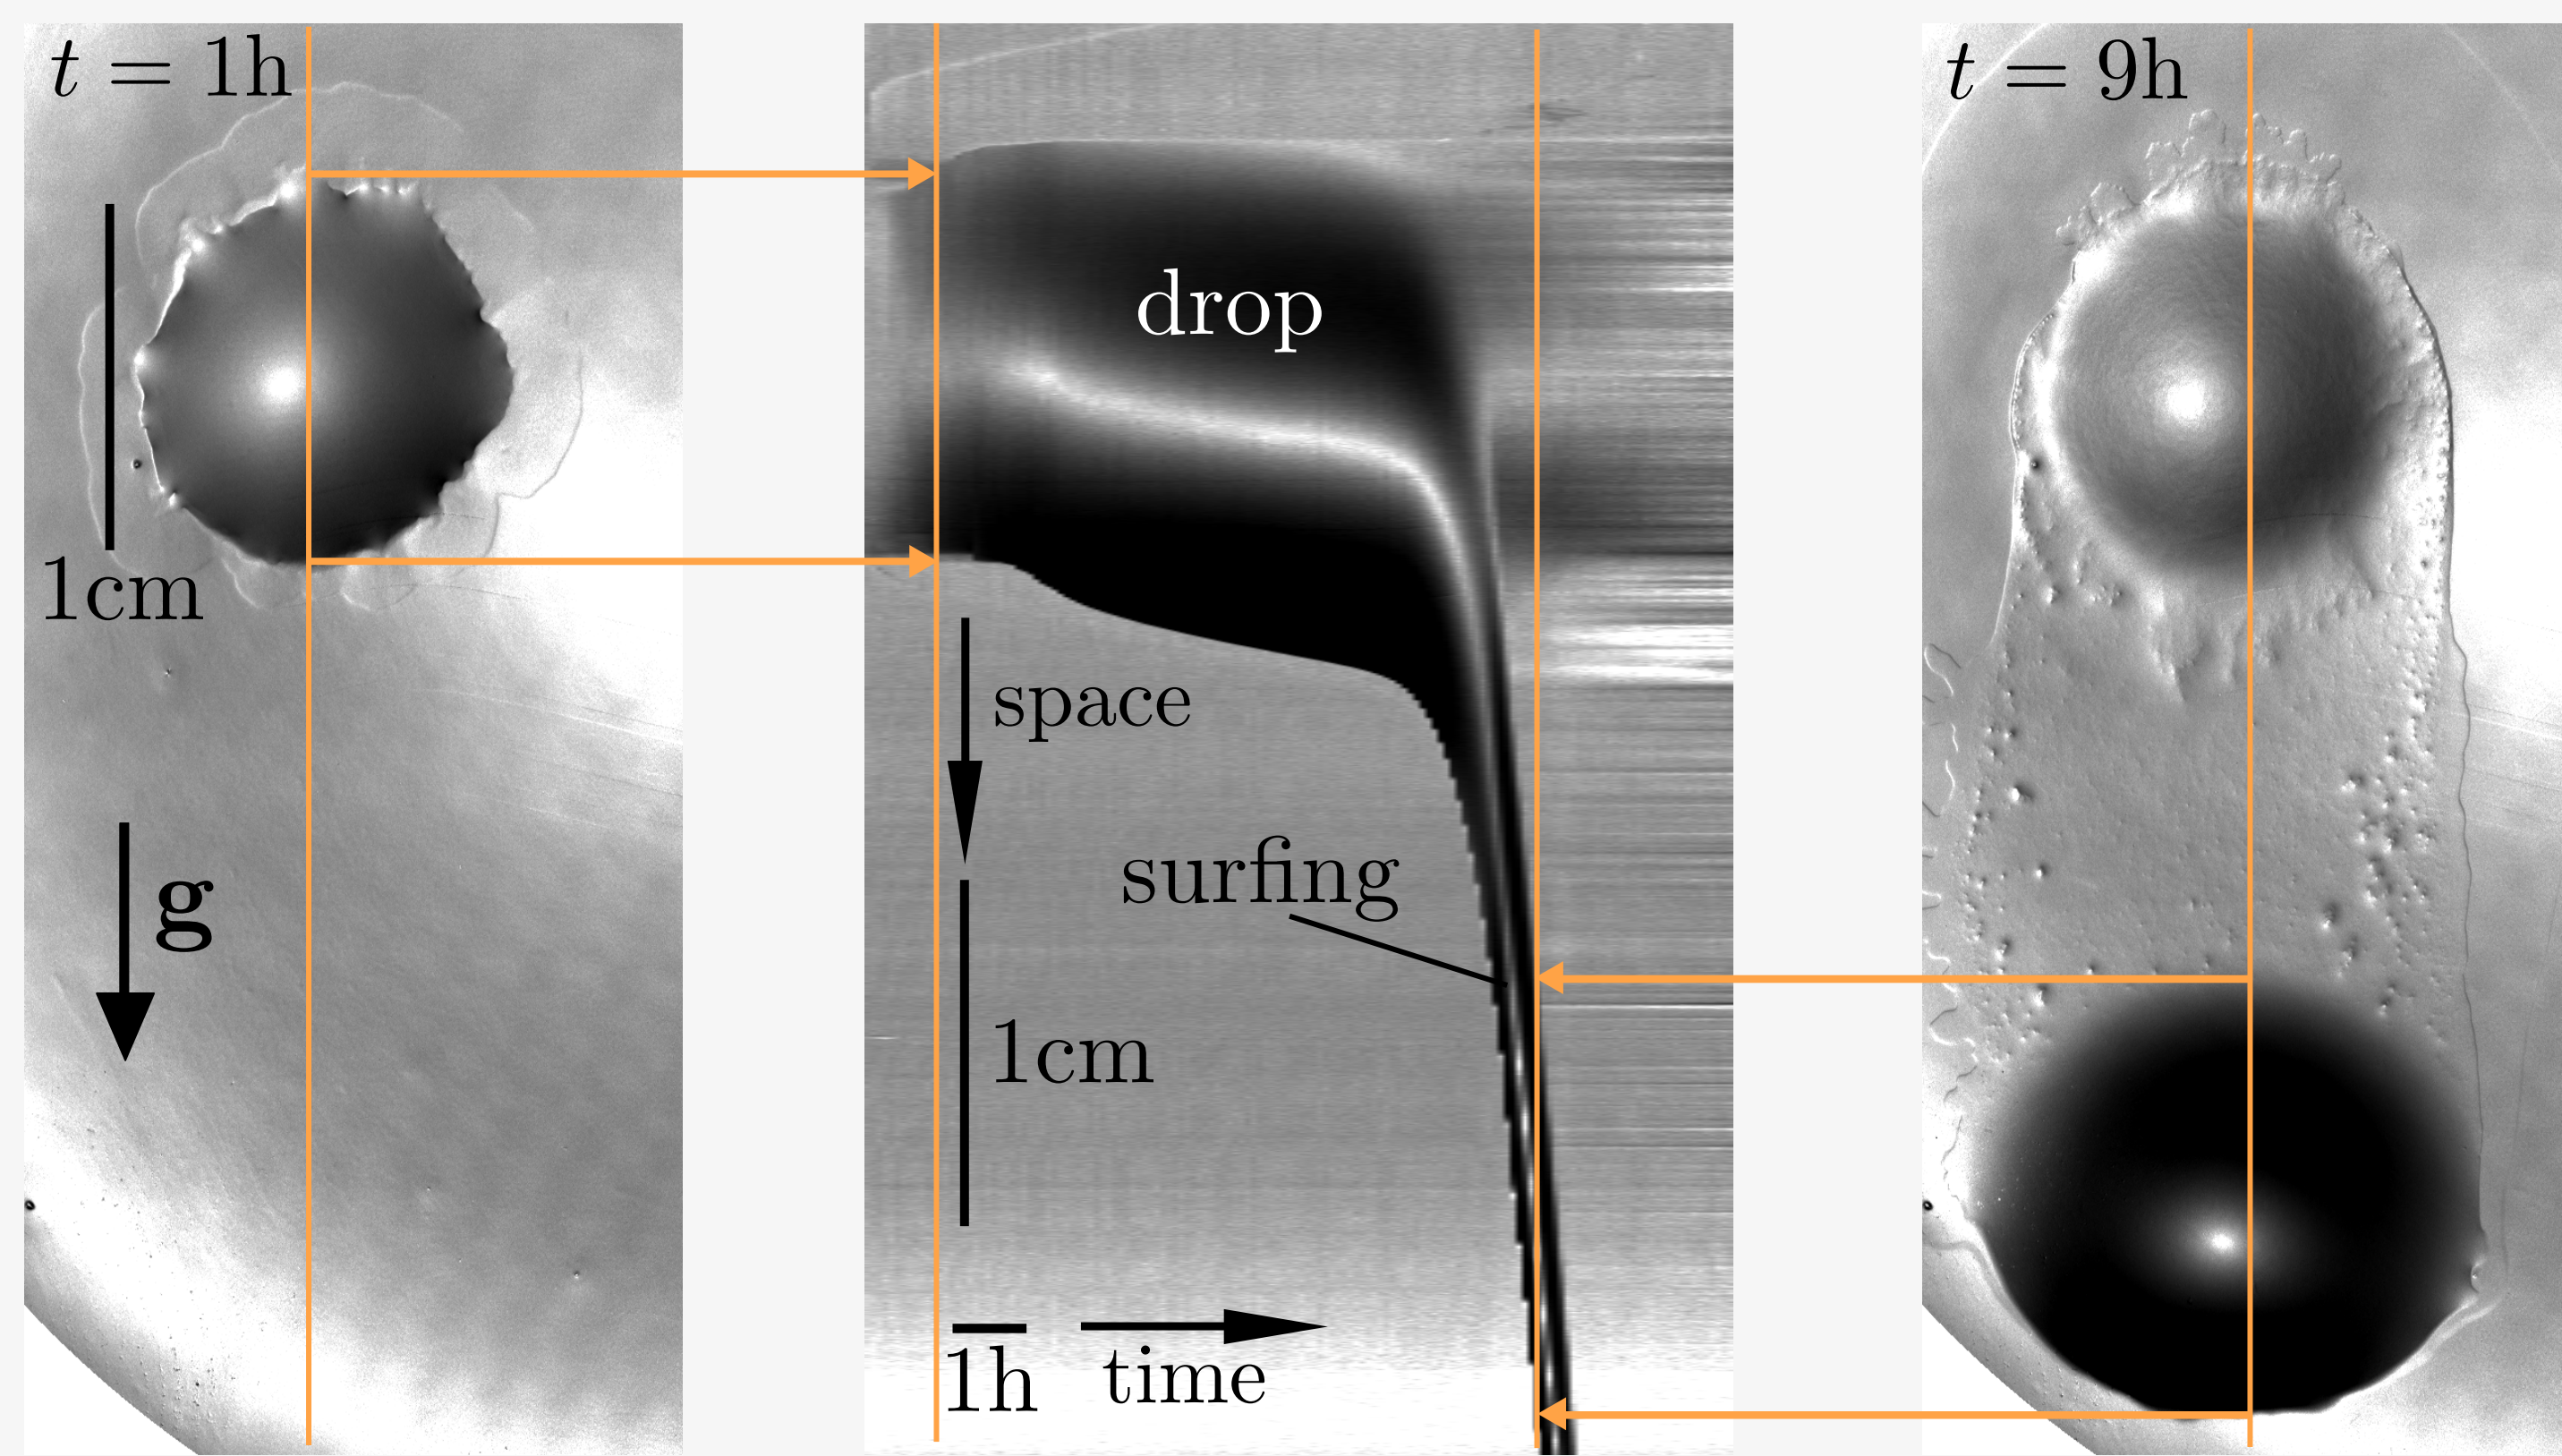 t = 1h
1cm
g
drop
space
surfing
1cm
1h
time
t = 9h